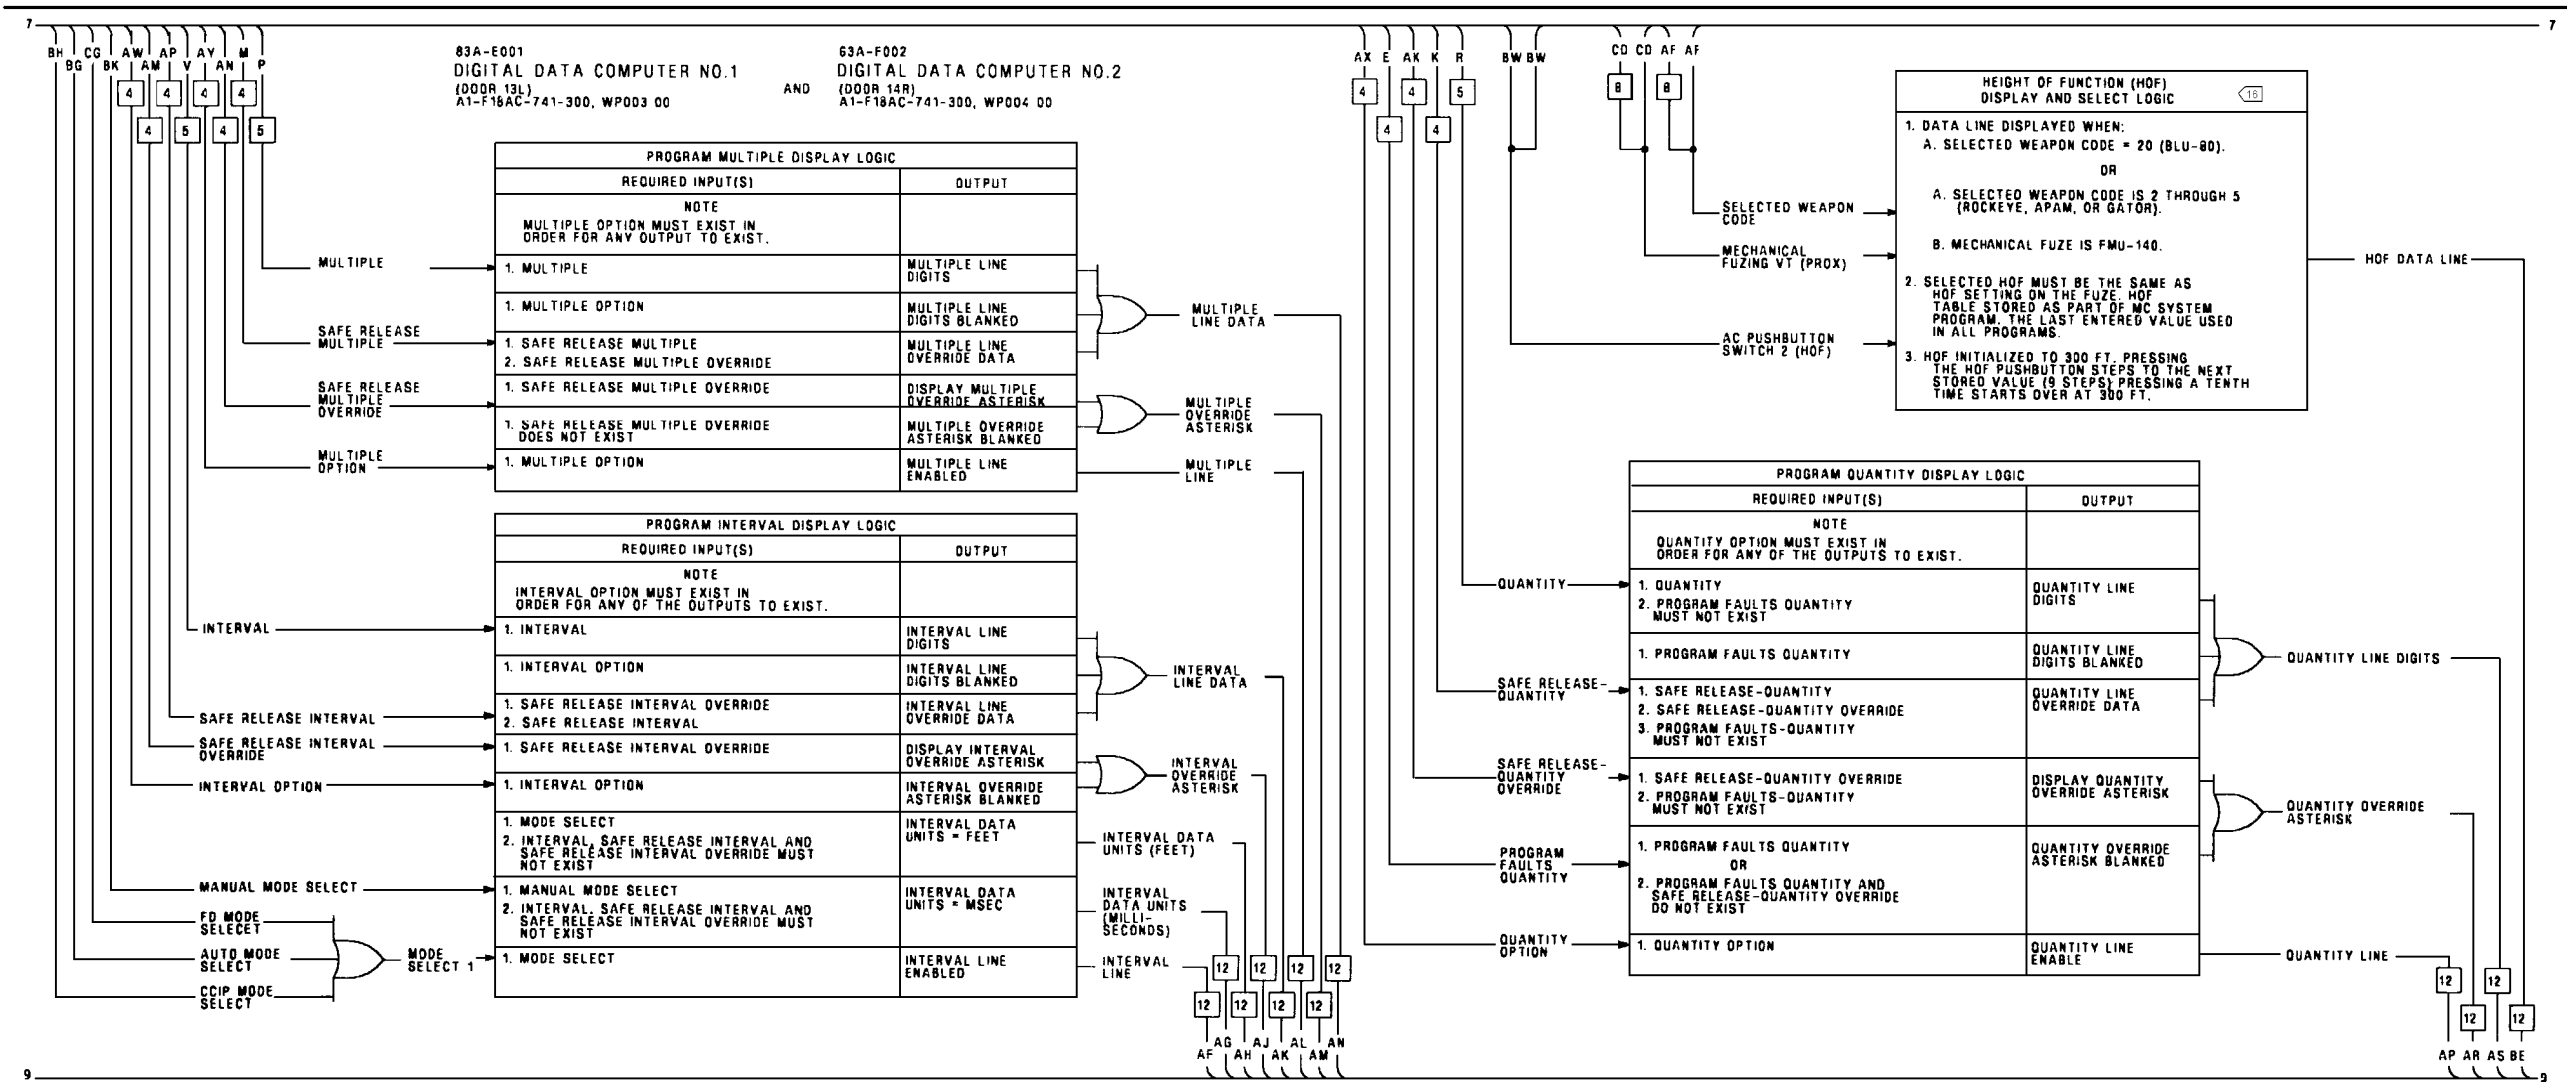 7
7
BH
BG
CG
BK
AW
AM
AP
V
AY
AN
M
P
4
4
4
4
4
5
4
5
83A-E001
DIGITAL DATA COMPUTER NO.1
(DOOR 13L)
A1-F18AC-741-300, WP003 00
AND
63A-F002
DIGITAL DATA COMPUTER NO.2
(DOOR 14R)
A1-F18AC-741-300, WP004 00
PROGRAM MULTIPLE DISPLAY LOGIC
REQUIRED INPUT(S)
OUTPUT
NOTE
MULTIPLE OPTION MUST EXIST IN
ORDER FOR ANY OUTPUT TO EXIST.
MULTIPLE
1. MULTIPLE
MULTIPLE LINE
DIGITS
1. MULTIPLE OPTION
MULTIPLE LINE
DIGITS BLANKED
MULTIPLE
LINE DATA
SAFE RELEASE
MULTIPLE
1. SAFE RELEASE MULTIPLE
2. SAFE RELEASE MULTIPLE OVERRIDE
MULTIPLE LINE
OVERRIDE DATA
SAFE RELEASE
MULTIPLE
OVERRIDE
1. SAFE RELEASE MULTIPLE OVERRIDE
DISPLAY MULTIPLE
OVERRIDE ASTERISK
1. SAFE RELEASE MULTIPLE OVERRIDE
DOES NOT EXIST
MULTIPLE OVERRIDE
ASTERISK BLANKED
MULTIPLE
OVERRIDE
ASTERISK
MULTIPLE
OPTION
1. MULTIPLE OPTION
MULTIPLE LINE
ENABLED
MULTIPLE
LINE
PROGRAM INTERVAL DISPLAY LOGIC
REQUIRED INPUT(S)
OUTPUT
NOTE
INTERVAL OPTION MUST EXIST IN
ORDER FOR ANY OF THE OUTPUTS TO EXIST.
INTERVAL
1. INTERVAL
INTERVAL LINE
DIGITS
1. INTERVAL OPTION
INTERVAL LINE
DIGITS BLANKED
INTERVAL
LINE DATA
SAFE RELEASE INTERVAL
1. SAFE RELEASE INTERVAL OVERRIDE
2. SAFE RELEASE INTERVAL
INTERVAL LINE
OVERRIDE DATA
SAFE RELEASE INTERVAL
OVERRIDE
1. SAFE RELEASE INTERVAL OVERRIDE
DISPLAY INTERVAL
OVERRIDE ASTERISK
INTERVAL OPTION
1. INTERVAL OPTION
INTERVAL OVERRIDE
ASTERISK BLANKED
INTERVAL
OVERRIDE
ASTERISK
1. MODE SELECT
2. INTERVAL, SAFE RELEASE INTERVAL AND
SAFE RELEASE INTERVAL OVERRIDE MUST
NOT EXIST
INTERVAL DATA
UNITS = FEET
INTERVAL DATA
UNITS (FEET)
MANUAL MODE SELECT
1. MANUAL MODE SELECT
2. INTERVAL, SAFE RELEASE INTERVAL AND
SAFE RELEASE INTERVAL OVERRIDE MUST
NOT EXIST
INTERVAL DATA
UNITS = MSEC
INTERVAL
DATA UNITS
(MILLI-
SECONDS)
FD MODE
SELECET
AUTO MODE
SELECT
CCIP MODE
SELECT
MODE
SELECT 1
1. MODE SELECT
INTERVAL LINE
ENABLED
INTERVAL
LINE
12
12
12
12
12
12
12
12
AF
AG
AH
AJ
AK
AL
AM
AN
AX
E
AK
K
R
BW
BW
CD
CD
AF
AF
4
4
4
4
5
8
8
HEIGHT OF FUNCTION (HOF)
DISPLAY AND SELECT LOGIC
16
1. DATA LINE DISPLAYED WHEN:
A. SELECTED WEAPON CODE = 20 (BLU-80).
OR
A. SELECTED WEAPON CODE IS 2 THROUGH 5
(ROCKEYE, APAM, OR GATOR).
B. MECHANICAL FUZE IS FMU-140.
2. SELECTED HOF MUST BE THE SAME AS
HOF SETTING ON THE FUZE. HOF
TABLE STORED AS PART OF MC SYSTEM
PROGRAM. THE LAST ENTERED VALUE USED
IN ALL PROGRAMS.
3. HOF INITIALIZED TO 300 FT. PRESSING
THE HOF PUSHBUTTON STEPS TO THE NEXT
STORED VALUE (9 STEPS) PRESSING A TENTH
TIME STARTS OVER AT 300 FT.
SELECTED WEAPON
CODE
MECHANICAL
FUZING VT (PROX)
AC PUSHBUTTON
SWITCH 2 (HOF)
HOF DATA LINE
PROGRAM QUANTITY DISPLAY LOGIC
REQUIRED INPUT(S)
OUTPUT
NOTE
QUANTITY OPTION MUST EXIST IN
ORDER FOR ANY OF THE OUTPUTS TO EXIST.
QUANTITY
1. QUANTITY
2. PROGRAM FAULTS QUANTITY
MUST NOT EXIST
QUANTITY LINE
DIGITS
1. PROGRAM FAULTS QUANTITY
QUANTITY LINE
DIGITS BLANKED
QUANTITY LINE DIGITS
SAFE RELEASE-
QUANTITY
1. SAFE RELEASE-QUANTITY
2. SAFE RELEASE-QUANTITY OVERRIDE
3. PROGRAM FAULTS-QUANTITY
MUST NOT EXIST
QUANTITY LINE
OVERRIDE DATA
SAFE RELEASE-
QUANTITY
OVERRIDE
1. SAFE RELEASE-QUANTITY OVERRIDE
2. PROGRAM FAULTS-QUANTITY
MUST NOT EXIST
DISPLAY QUANTITY
OVERRIDE ASTERISK
QUANTITY OVERRIDE
ASTERISK
PROGRAM
FAULTS
QUANTITY
1. PROGRAM FAULTS QUANTITY
OR
2. PROGRAM FAULTS QUANTITY AND
SAFE RELEASE-QUANTITY OVERRIDE
DO NOT EXIST
QUANTITY OVERRIDE
ASTERISK BLANKED
QUANTITY
OPTION
1. QUANTITY OPTION
QUANTITY LINE
ENABLE
QUANTITY LINE
12
12
12
12
AP
AR
AS
BE
9
9